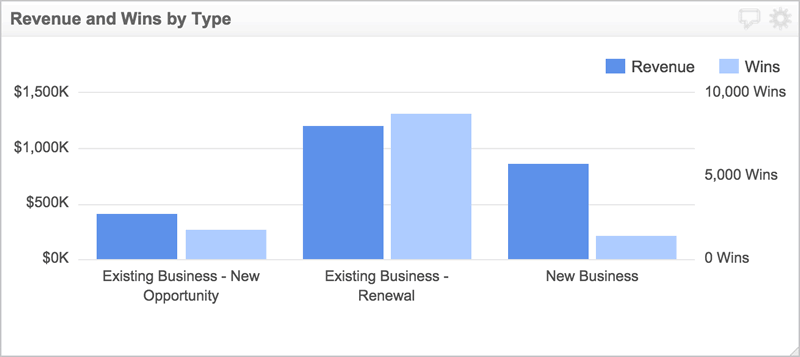 Revenue and Wins by Type
Revenue Wins
$1,500K
$1,000K
$500K
$0K
10,000 Wins
5,000 Wins
0 Wins
Existing Business - New
Opportunity
Existing Business -
Renewal
New Business